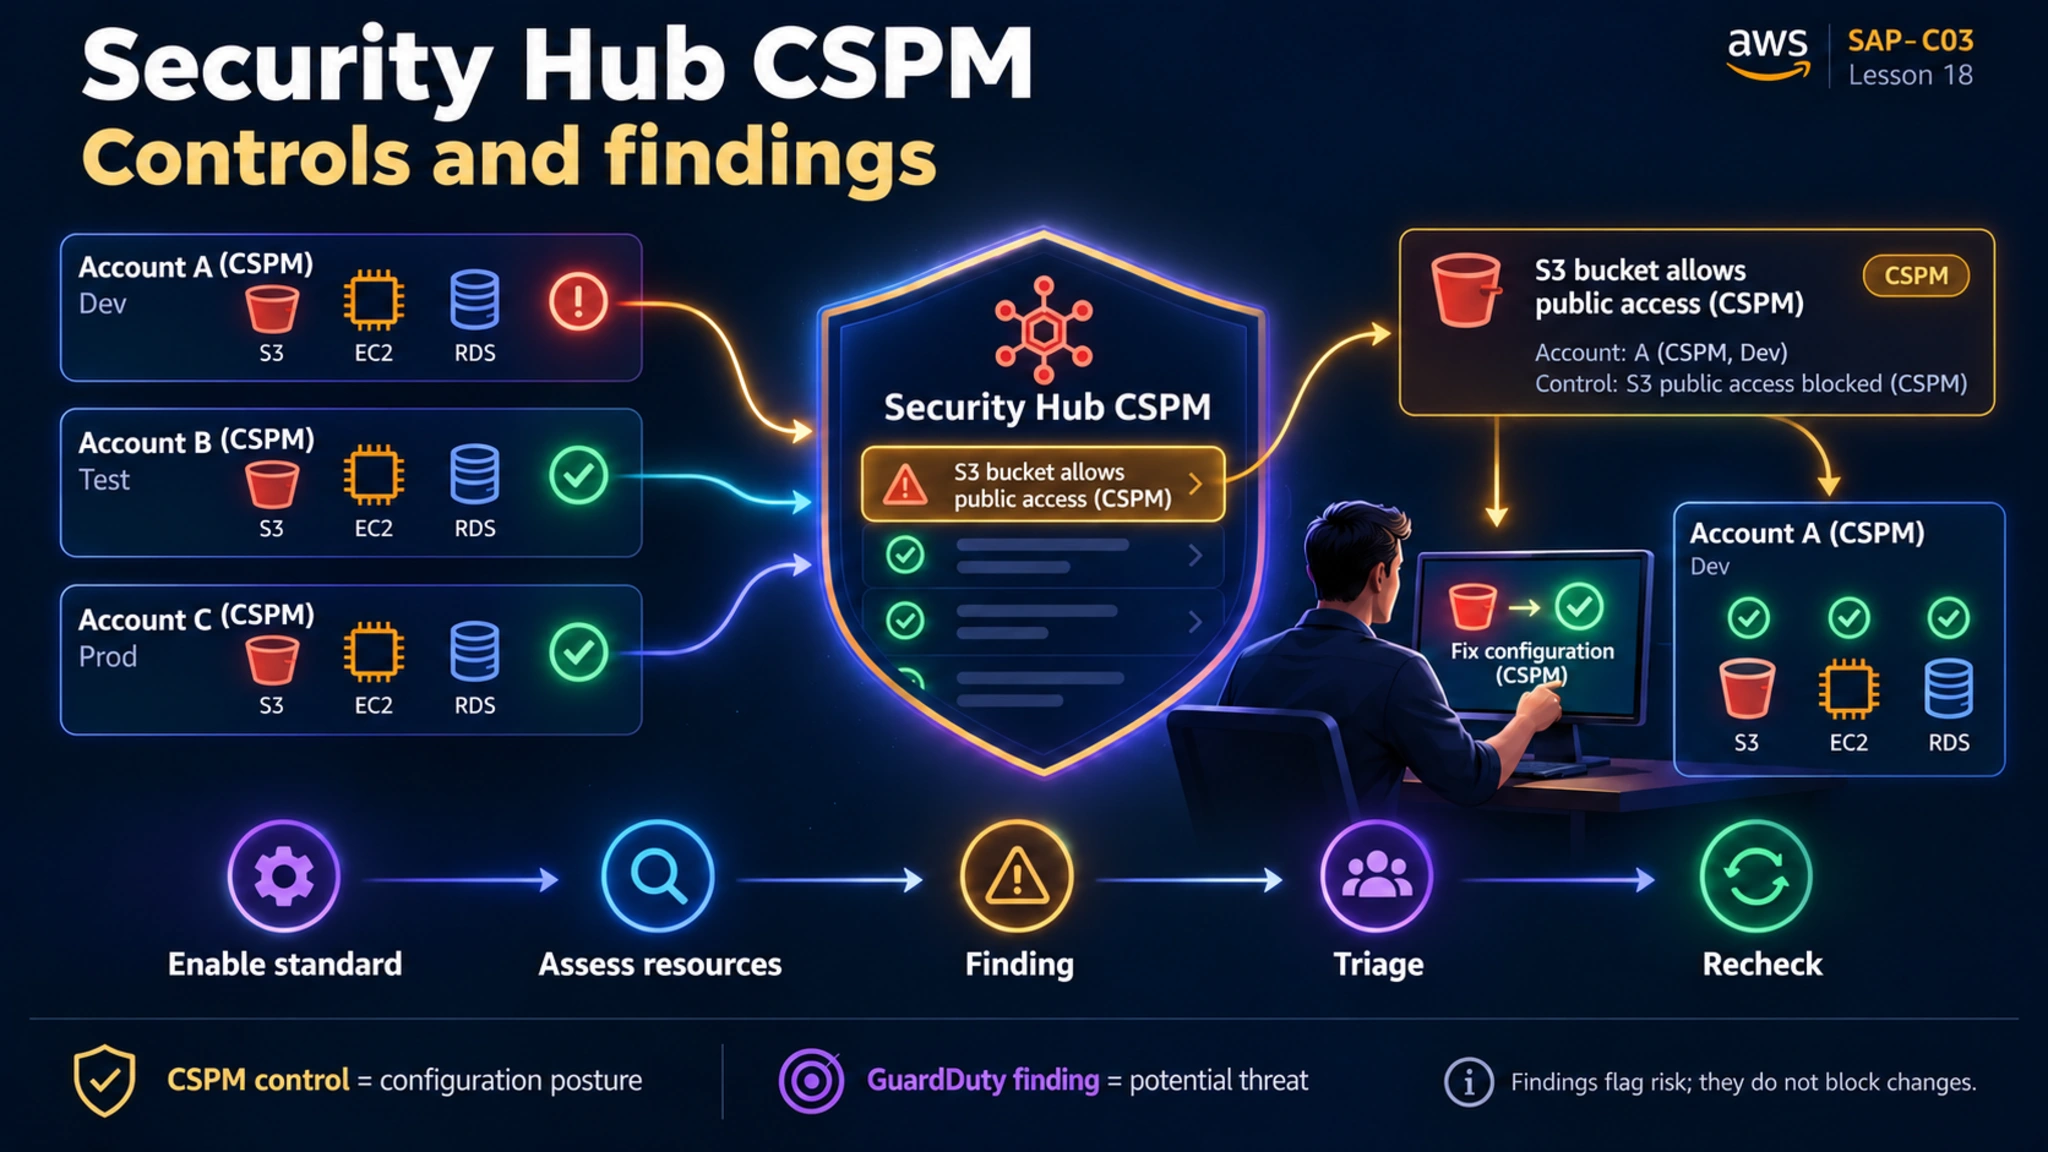 Security Hub CSPM
Controls and findings
aws
SAP-C03
Lesson 18
Account A (CSPM)
Dev
S3
EC2
RDS
Account B (CSPM)
Test
S3
EC2
RDS
Account C (CSPM)
Prod
S3
EC2
RDS
Security Hub CSPM
S3 bucket allows
public access (CSPM)
S3 bucket allows
public access (CSPM)
CSPM
Account: A (CSPM, Dev)
Control: S3 public access blocked (CSPM)
Fix configuration
(CSPM)
Account A (CSPM)
Dev
S3
EC2
RDS
Enable standard
Assess resources
Finding
Triage
Recheck
CSPM control = configuration posture
GuardDuty finding = potential threat
Findings flag risk; they do not block changes.